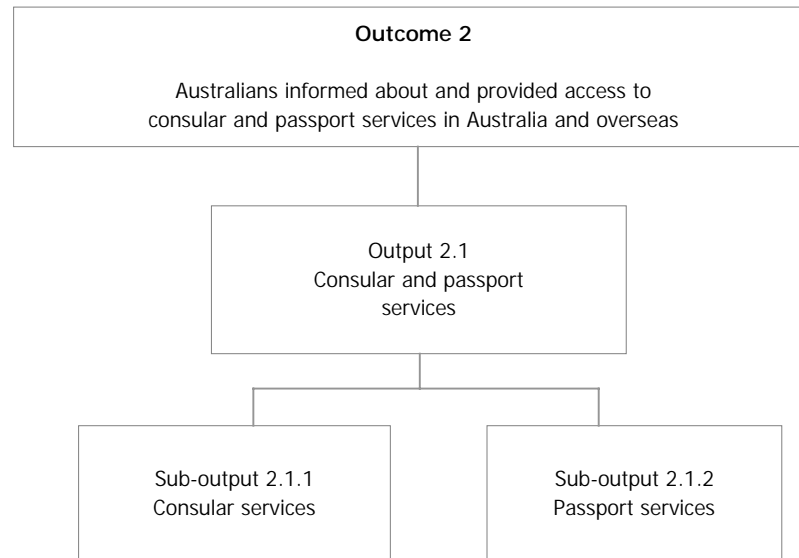 Outcome 2
Australians informed about and provided access to
consular and passport services in Australia and overseas
Output 2.1
Consular and passport
services
Sub-output 2.1.1
Consular services
Sub-output 2.1.2
Passport services